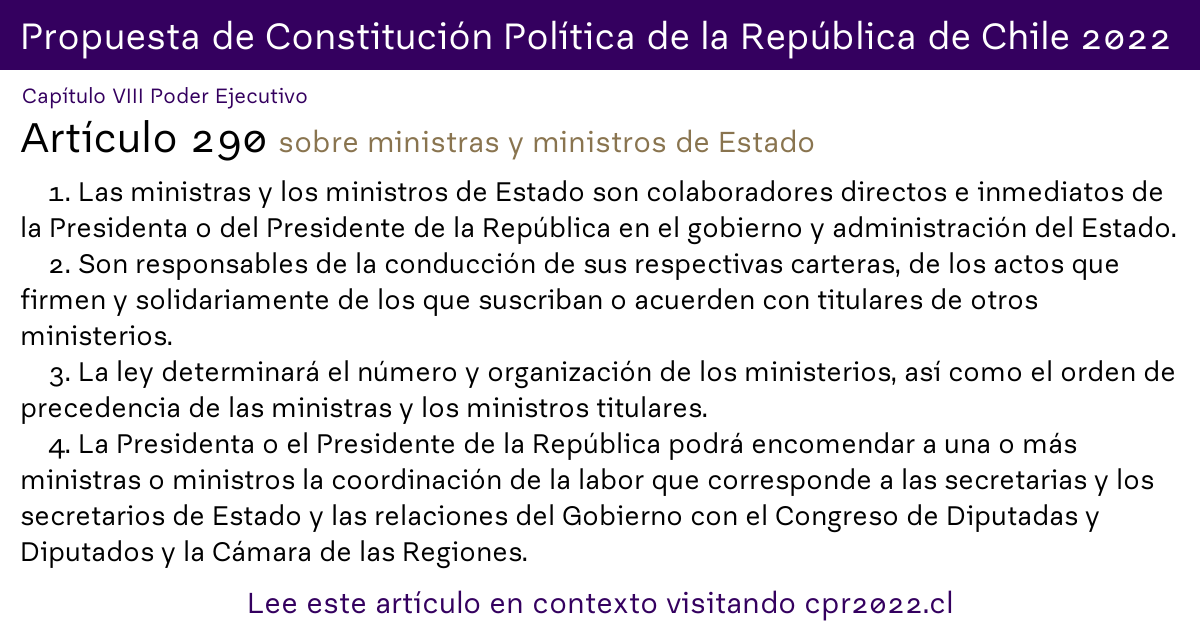 Propuesta de Constitución Política de la República de Chile 2022
Capítulo VIII Poder Ejecutivo
Artículo 290 sobre ministras y ministros de Estado
1. Las ministras y los ministros de Estado son colaboradores directos e inmediatos de
la Presidenta o del Presidente de la República en el gobierno y administración del Estado.
2. Son responsables de la conducción de sus respectivas carteras, de los actos que
firmen y solidariamente de los que suscriban o acuerden con titulares de otros
ministerios.
3. La ley determinará el número y organización de los ministerios, así como el orden de
precedencia de las ministras y los ministros titulares.
4. La Presidenta o el Presidente de la República podrá encomendar a una o más
ministras o ministros la coordinación de la labor que corresponde a las secretarias y los
secretarios de Estado y las relaciones del Gobierno con el Congreso de Diputadas y
Diputados y la Cámara de las Regiones.
Lee este artículo en contexto visitando cpr2022.cl